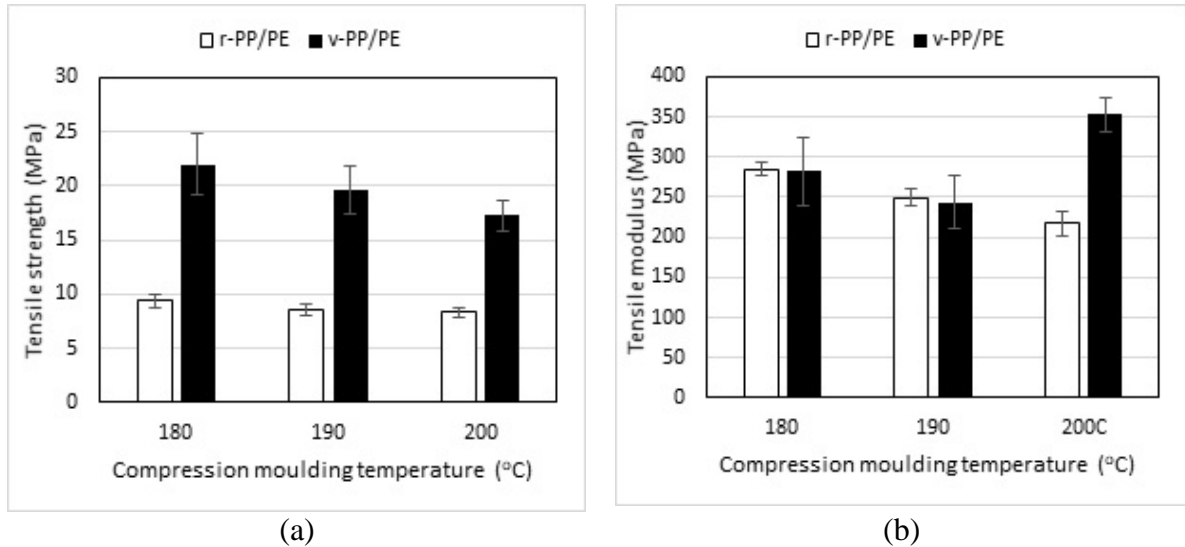 r-PP/PE v-PP/PE
30
25
20
15
10
5
0
Tensile strength (MPa)
180 190 200
Compression moulding temperature (°C)
(a)
r-PP/PE v-PP/PE
400
350
300
250
200
150
100
50
0
Tensile modulus (MPa)
180 190 200C
Compression moulding temperature (°C)
(b)